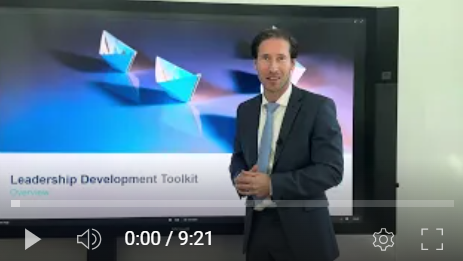 Leadership Development Toolkit
Overview
0:00 / 9:21